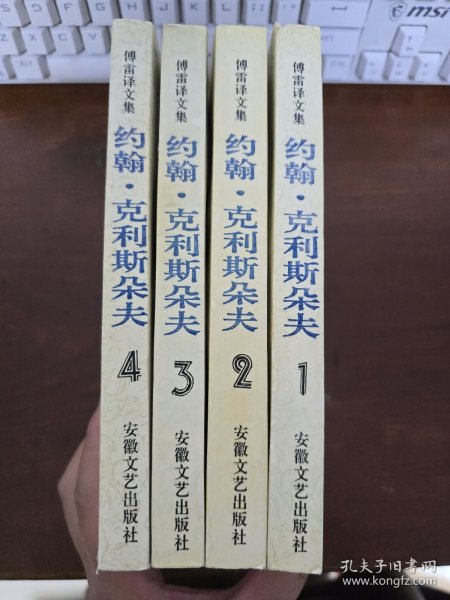 msi
傅雷译文集
约翰·克利斯朵夫
4
安徽文艺出版社
傅雷译文集
约翰·克利斯朵夫
3
安徽文艺出版社
傅雷译文集
约翰·克利斯朵夫
2
安徽文艺出版社
傅雷译文集
约翰·克利斯朵夫
1
安徽文艺出版社
孔夫子旧书网
www.kongfz.com